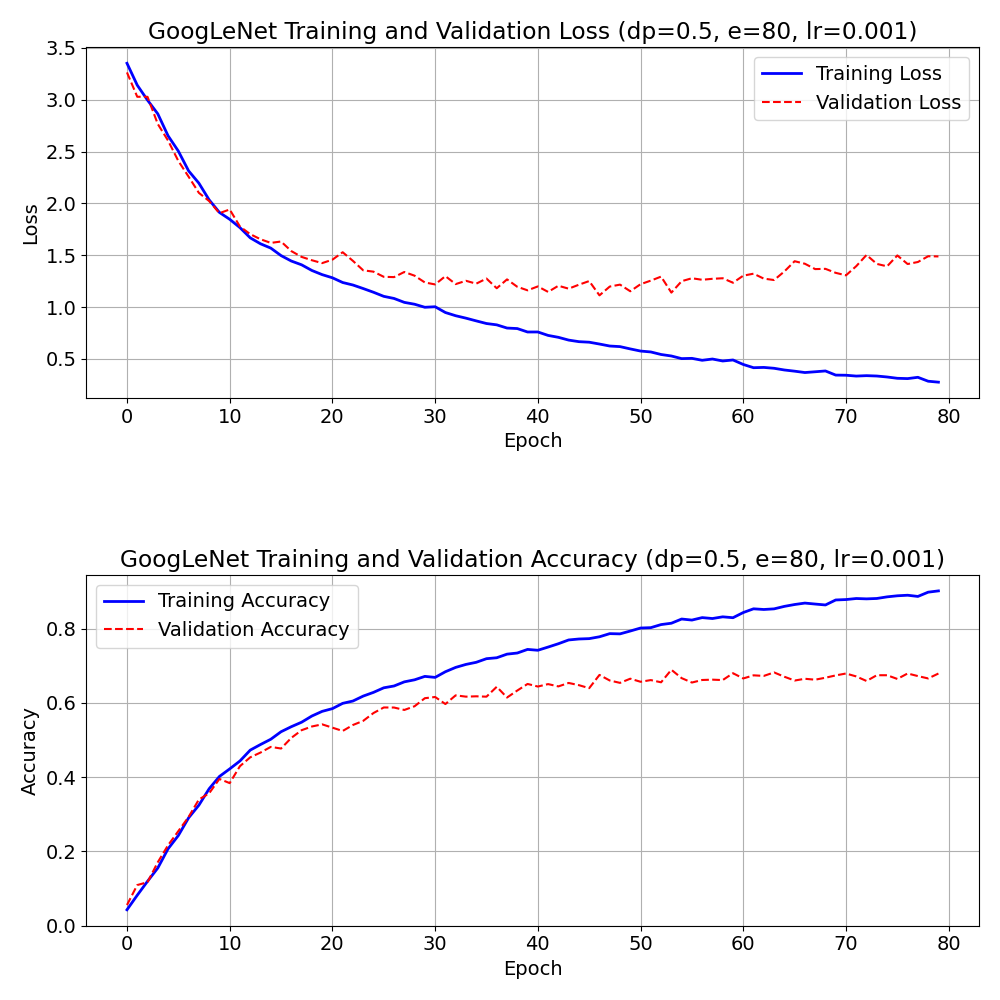 GoogLeNet Training and Validation Loss (dp=0.5, e=80, lr=0.001)
3.5
3.0
2.5
2.0
1.5
1.0
0.5
Loss
Training Loss
Validation Loss
0 10 20 30 40 50 60 70 80
Epoch
GoogLeNet Training and Validation Accuracy (dp=0.5, e=80, lr=0.001)
0.8
0.6
0.4
0.2
0.0
Accuracy
Training Accuracy
Validation Accuracy
0 10 20 30 40 50 60 70 80
Epoch